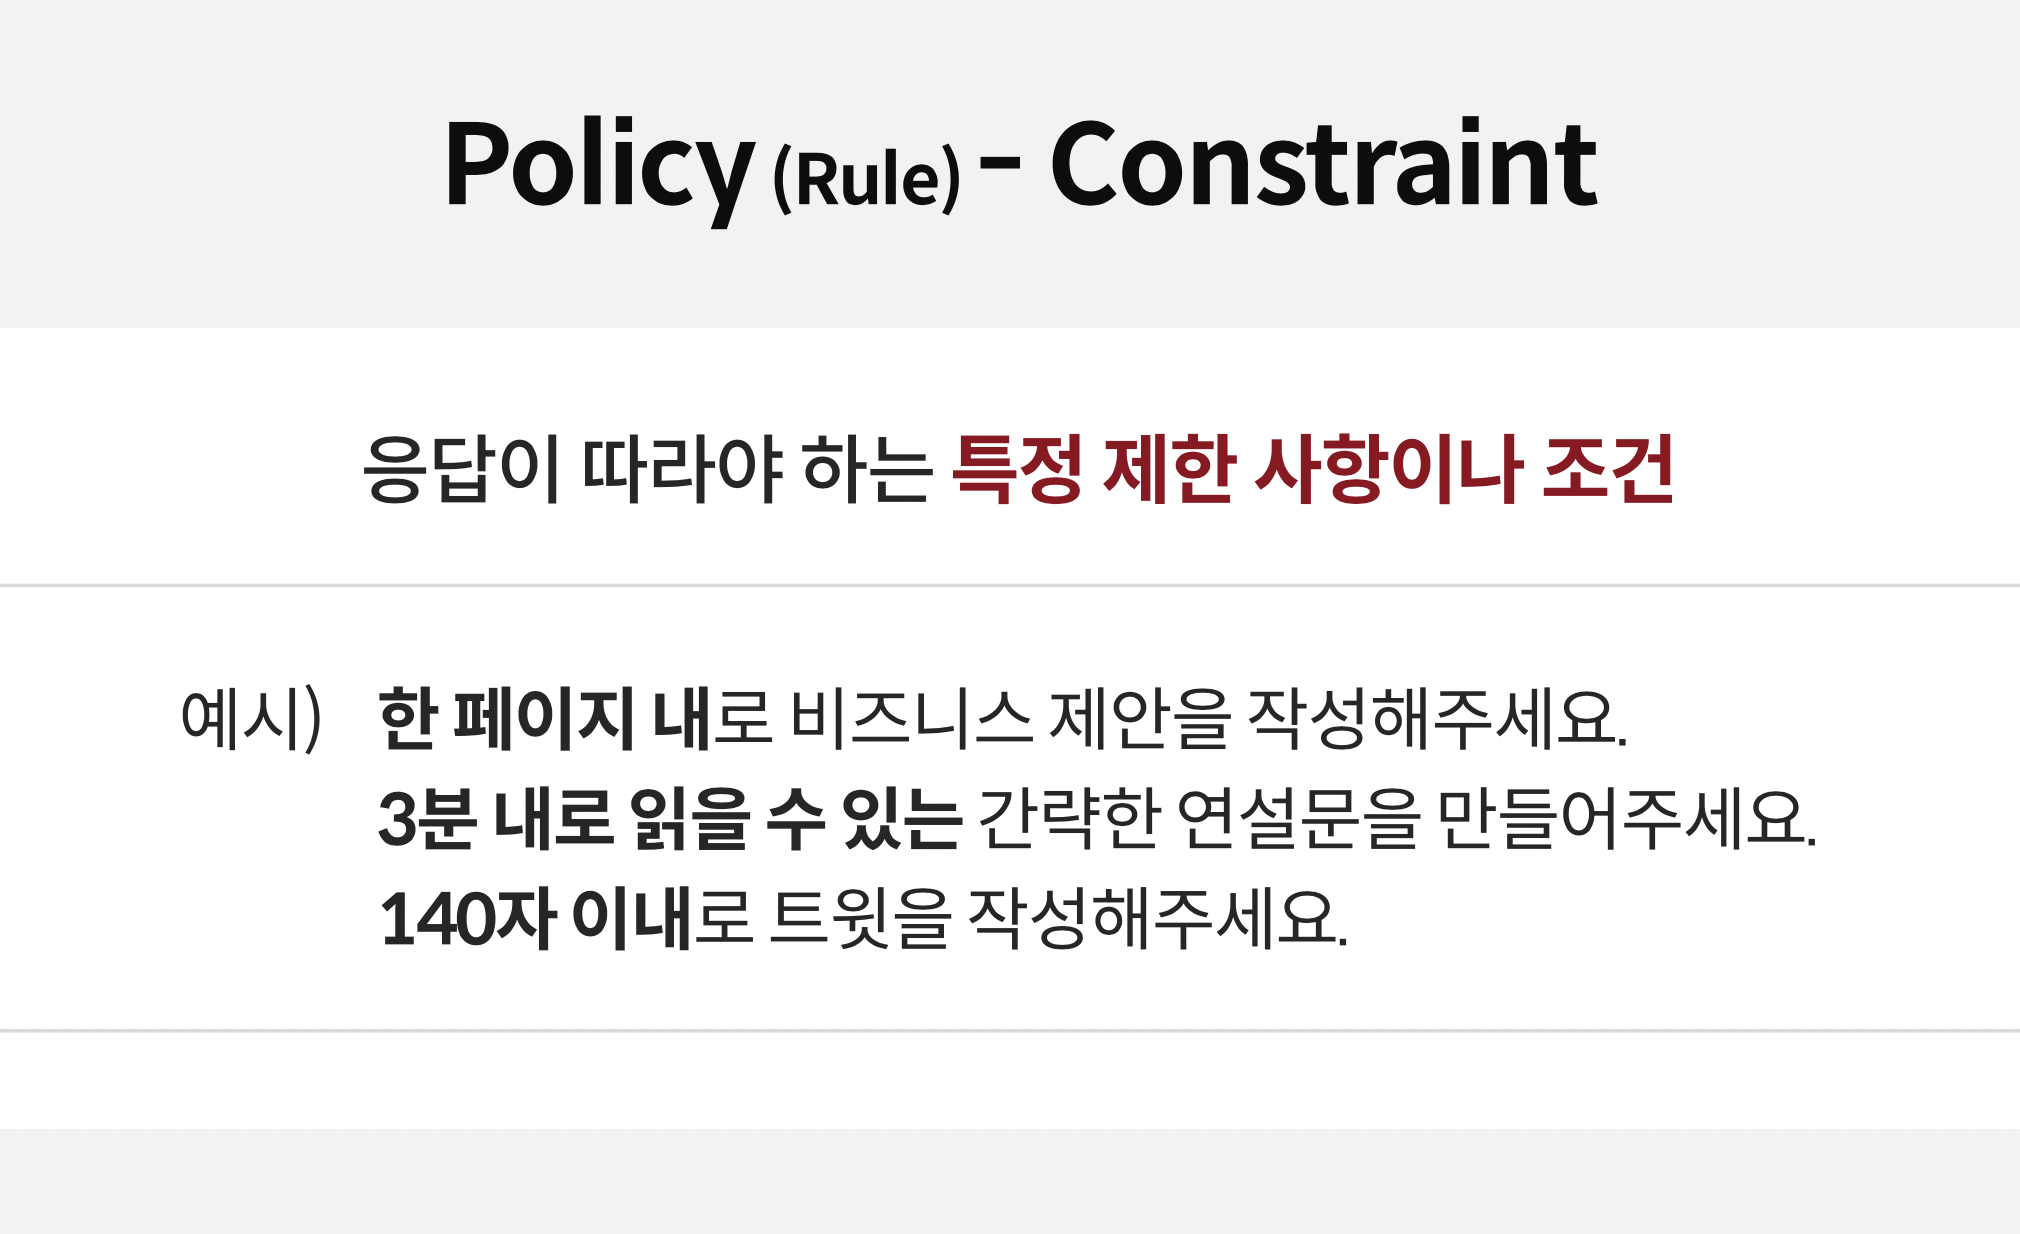 Policy (Rule) - Constraint
응답이 따라야 하는 특정 제한 사항이나 조건
예시) 한 페이지 내로 비즈니스 제안을 작성해주세요.
3분 내로 읽을 수 있는 간략한 연설문을 만들어주세요.
140자 이내로 트윗을 작성해주세요.